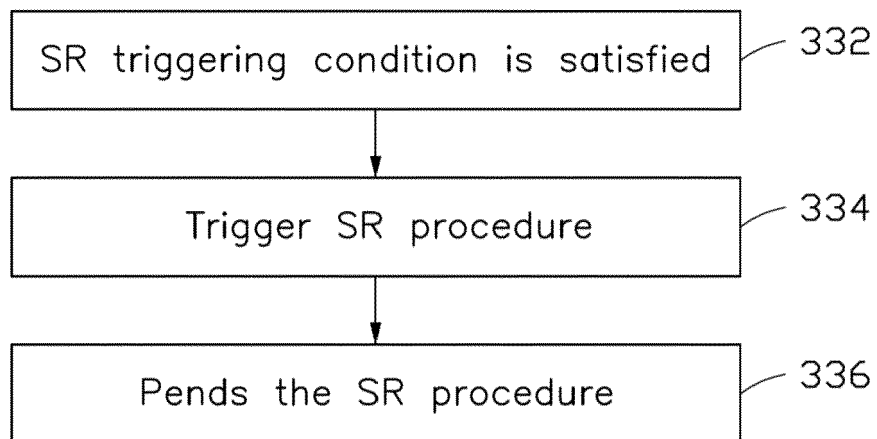 SR triggering condition is satisfied 332
Trigger SR procedure 334
Pends the SR procedure 336